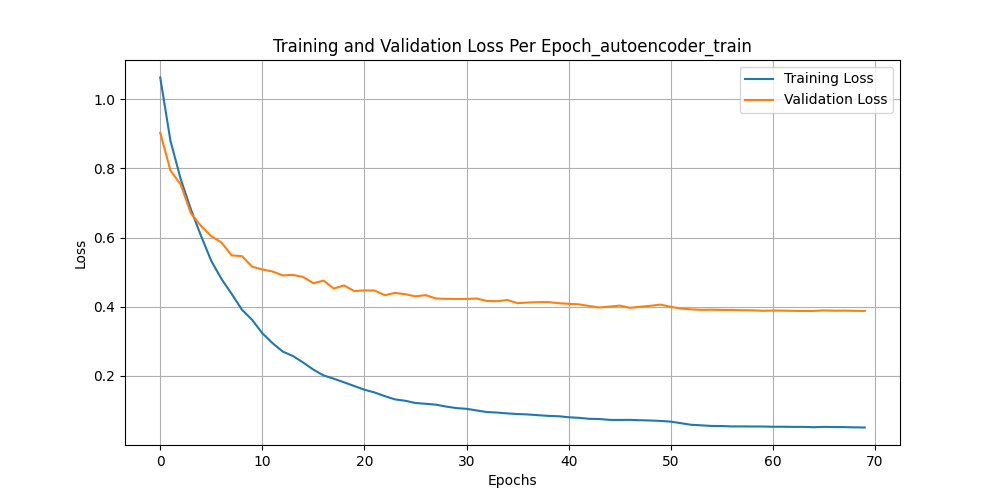 Training and Validation Loss Per Epoch_autoencoder_train
Training Loss
Validation Loss
1.0
0.8
0.6
0.4
0.2
Loss
0 10 20 30 40 50 60 70
Epochs